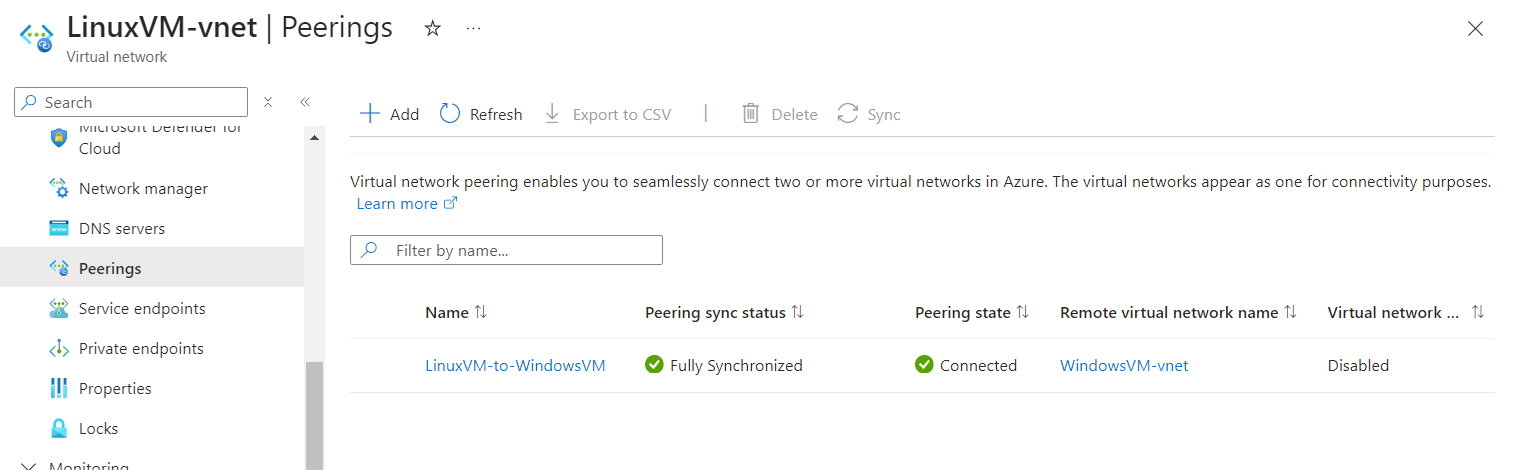 LinuxVM-vnet | Peerings
Virtual network
Search
Microsoft Defender for
Cloud
Network manager
DNS servers
Peerings
Service endpoints
Private endpoints
Properties
Locks
Monitoring
Add Refresh Export to CSV | Delete Sync
Virtual network peering enables you to seamlessly connect two or more virtual networks in Azure. The virtual networks appear as one for connectivity purposes.
Learn more
Filter by name...
Name Peering sync status Peering state Remote virtual network name Virtual network ...
LinuxVM-to-WindowsVM Fully Synchronized Connected WindowsVM-vnet Disabled